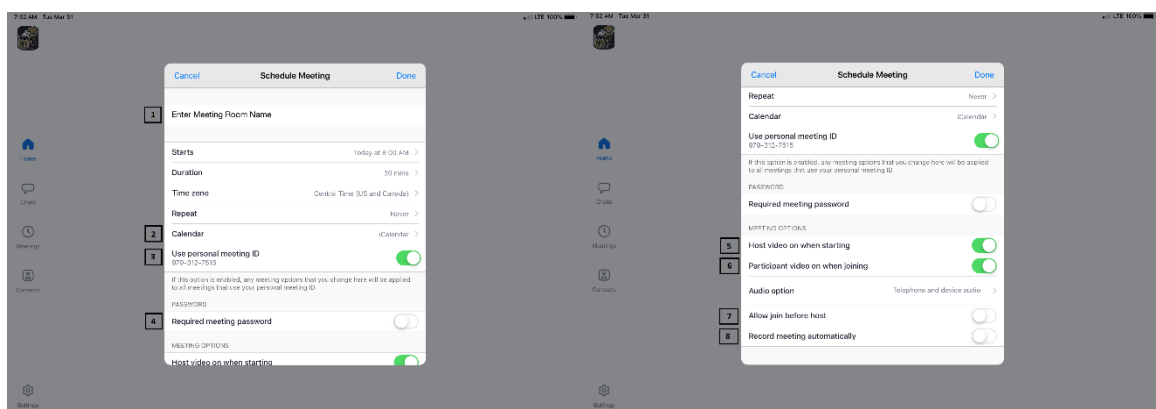 7:52 AM Tue Mar 31
LTE 100%
Cancel
Schedule Meeting
Done
1
Enter Meeting Room Name
Starts
Today at 8:00 AM
Duration
30 mins
Time zone
Central Time (US and Canada)
Repeat
Never
2
Calendar
iCalendar
3
Use personal meeting ID
979-312-7515
If this option is enabled, any meeting options that you change here will be applied
to all meetings that use your personal meeting ID
PASSWORD
4
Required meeting password
MEETING OPTIONS
Host video on when starting
Home
Chats
Meetings
Contacts
Settings
7:52 AM Tue Mar 31
LTE 100%
Cancel
Schedule Meeting
Done
Repeat
Never
Calendar
iCalendar
Use personal meeting ID
979-312-7515
If this option is enabled, any meeting options that you change here will be applied
to all meetings that use your personal meeting ID
PASSWORD
Required meeting password
MEETING OPTIONS
5
Host video on when starting
6
Participant video on when joining
Audio option
Telephone and device audio
7
Allow join before host
8
Record meeting automatically
Home
Chats
Meetings
Contacts
Settings